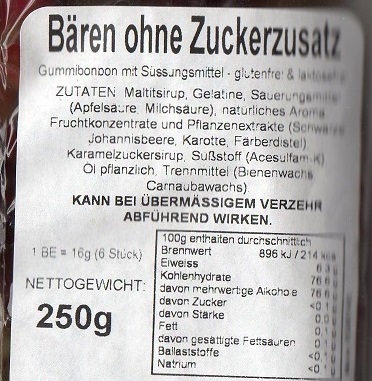 Bären ohne Zuckerzusatz
Gummibonbon mit Süssungsmittel - glutenfrei &
ZUTATEN Maltitsirup, Gelatine,
(Apfelsäure Milchsäure), natürliches Aroma
Fruchtkonzentrate und Pflanzenextrakte (Schwarze
Johannisbeere, Karotte, Färberdistel)
Karamelzuckersirup, Süßstoff (Acesulfam-K)
Öl pflanzlich, Trennmittel (Bienenwachs
Carnaubawachs)
KANN BEI ÜBERMÄSSIGEM VERZEHR
ABFÜHREND WIRKEN.
1 BE = 16g (6 Stück)
NETTOGEWICHT:
250g
100g enthalten durchschnittlich
Brennwert 896 kJ / 214
Eiweiss
Kohlenhydrate
davon mehrwertige Alkohole
davon Zucker
davon Stärke
Fett
davon gesättigte Fettsäuren
Ballaststoffe
Natrium